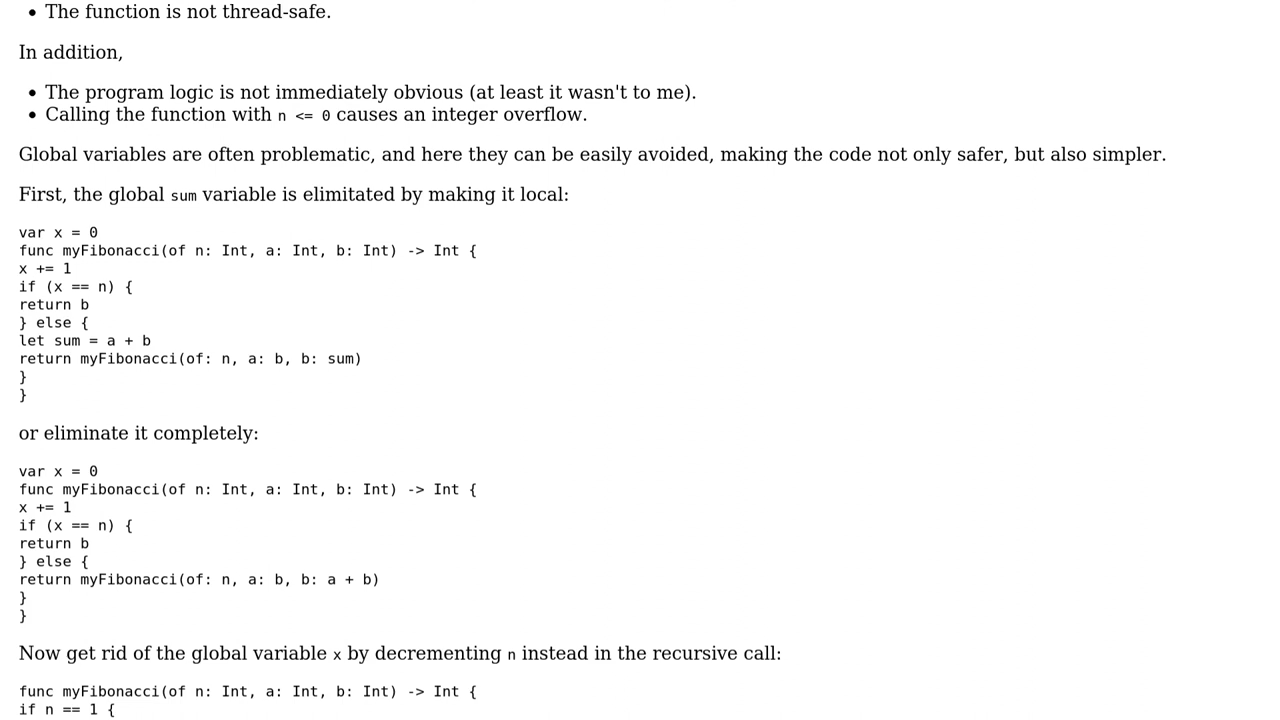 • The function is not thread-safe.
In addition,
• The program logic is not immediately obvious (at least it wasn't to me).
• Calling the function with n <= 0 causes an integer overflow.
Global variables are often problematic, and here they can be easily avoided, making the code not only safer, but also simpler.
First, the global sum variable is elimitated by making it local:
var x = 0
func myFibonacci(of n: Int, a: Int, b: Int) -> Int {
x += 1
if (x == n) {
return b
} else {
let sum = a + b
return myFibonacci(of: n, a: b, b: sum)
}
}
or eliminate it completely:
var x = 0
func myFibonacci(of n: Int, a: Int, b: Int) -> Int {
x += 1
if (x == n) {
return b
} else {
return myFibonacci(of: n, a: b, b: a + b)
}
}
Now get rid of the global variable x by decrementing n instead in the recursive call:
func myFibonacci(of n: Int, a: Int, b: Int) -> Int {
if n == 1 {